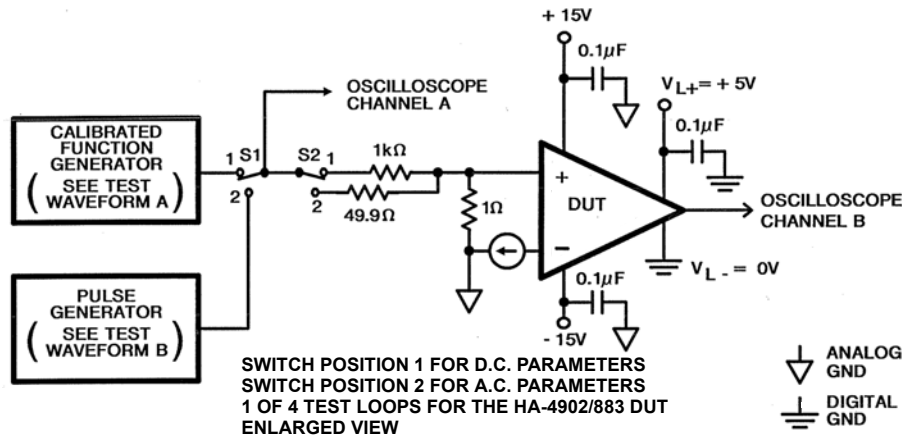 + 15V
0.1µF
V L+ = + 5V
0.1µF
OSCILLOSCOPE
CHANNEL A
CALIBRATED
FUNCTION
GENERATOR
( SEE TEST
WAVEFORM A )
1 S1
2
S2 1
2
1kΩ
49.9Ω
1Ω
+
DUT
−
OSCILLOSCOPE
CHANNEL B
V L - = 0V
0.1µF
- 15V
PULSE
GENERATOR
( SEE TEST
WAVEFORM B )
SWITCH POSITION 1 FOR D.C. PARAMETERS
SWITCH POSITION 2 FOR A.C. PARAMETERS
1 OF 4 TEST LOOPS FOR THE HA-4902/883 DUT
ENLARGED VIEW
ANALOG
GND
DIGITAL
GND